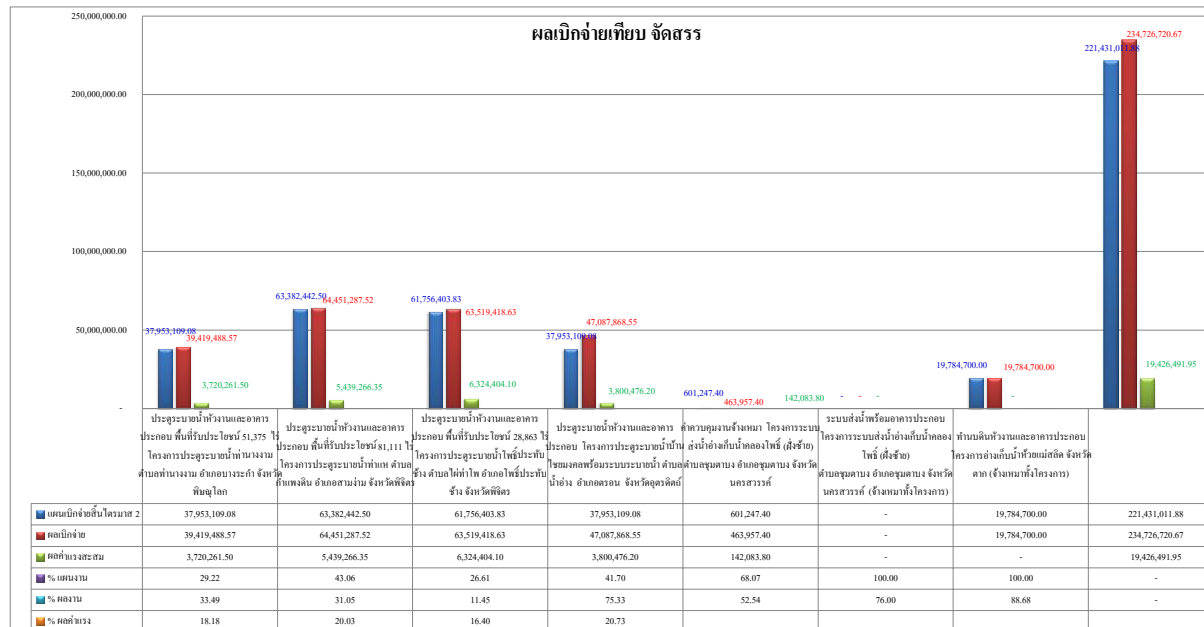 ผลเบิกจ่ายเทียบ จัดสรร
250,000,000.00
200,000,000.00
150,000,000.00
100,000,000.00
50,000,000.00
-
37,953,109.08
39,419,488.57
3,720,261.50
63,382,442.50
64,451,287.52
5,439,266.35
61,756,403.83
63,519,418.63
6,324,404.10
37,953,109.08
47,087,868.55
3,800,476.20
601,247.40
463,957.40
142,083.80
- - -
19,784,700.00
19,784,700.00
-
221,431,011.88
234,726,720.67
19,426,491.95
ประตูระบายน้ำหัวงานและอาคาร
ประกอบ พื้นที่รับประโยชน์ 51,375 ไร่
โครงการประตูระบายน้ำท่านางงาม
ตำบลท่านางงาม อำเภอบางระกำ จังหวัด
พิษณุโลก
ประตูระบายน้ำหัวงานและอาคาร
ประกอบ พื้นที่รับประโยชน์ 81,111 ไร่
โครงการประตูระบายน้ำท่าแห ตำบล
กำแพงดิน อำเภอสามง่าม จังหวัดพิจิตร
ประตูระบายน้ำหัวงานและอาคาร
ประกอบ พื้นที่รับประโยชน์ 28,863 ไร่
โครงการประตูระบายน้ำโพธิ์ประทับ
ช้าง ตำบลไผ่ท่าโพ อำเภอโพธิ์ประทับ
ช้าง จังหวัดพิจิตร
ประตูระบายน้ำหัวงานและอาคาร
ประกอบ โครงการประตูระบายน้ำบ้าน
ไชยมงคลพร้อมระบบระบายน้ำ ตำบล
น้ำอ่าง อำเภอตรอน จังหวัดอุตรดิตถ์
ค่าควบคุมงานจ้างเหมา โครงการระบบ
ส่งน้ำอ่างเก็บน้ำคลองโพธิ์ (ฝั่งซ้าย)
ตำบลชุมตาบง อำเภอชุมตาบง จังหวัด
นครสวรรค์
ระบบส่งน้ำพร้อมอาคารประกอบ
โครงการระบบส่งน้ำอ่างเก็บน้ำคลอง
โพธิ์ (ฝั่งซ้าย)
ตำบลชุมตาบง อำเภอชุมตาบง จังหวัด
นครสวรรค์ (จ้างเหมาทั้งโครงการ)
ทำนบดินหัวงานและอาคารประกอบ
โครงการอ่างเก็บน้ำห้วยแม่สลิด จังหวัด
ตาก (จ้างเหมาทั้งโครงการ)
แผนเบิกจ่ายสิ้นไตรมาส 2 37,953,109.08 63,382,442.50 61,756,403.83 37,953,109.08 601,247.40 - 19,784,700.00 221,431,011.88
ผลเบิกจ่าย 39,419,488.57 64,451,287.52 63,519,418.63 47,087,868.55 463,957.40 - 19,784,700.00 234,726,720.67
ผลค่าแรงสะสม 3,720,261.50 5,439,266.35 6,324,404.10 3,800,476.20 142,083.80 - - 19,426,491.95
% แผนงาน 29.22 43.06 26.61 41.70 68.07 100.00 100.00 -
% ผลงาน 33.49 31.05 11.45 75.33 52.54 76.00 88.68 -
% ผลค่าแรง 18.18 20.03 16.40 20.73